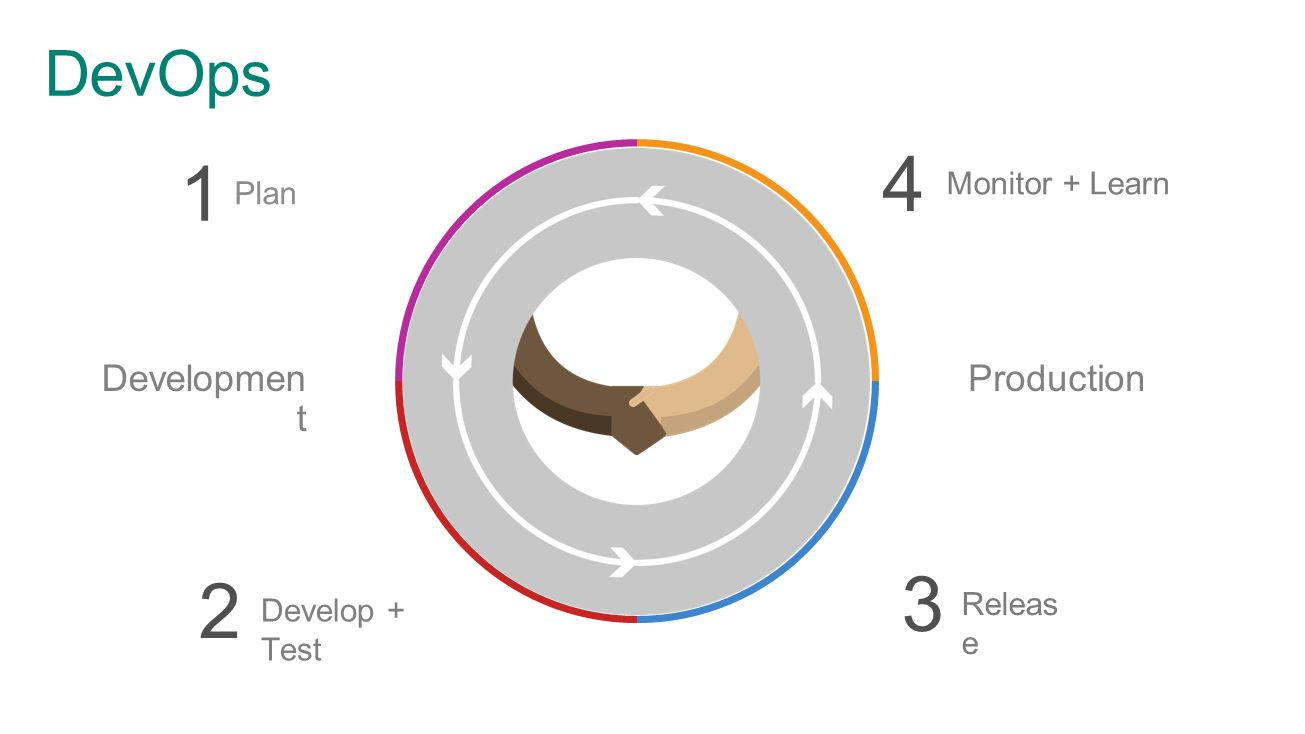 DevOps
1 Plan
4 Monitor + Learn
Developmen
t
Production
2 Develop +
Test
3 Releas
e